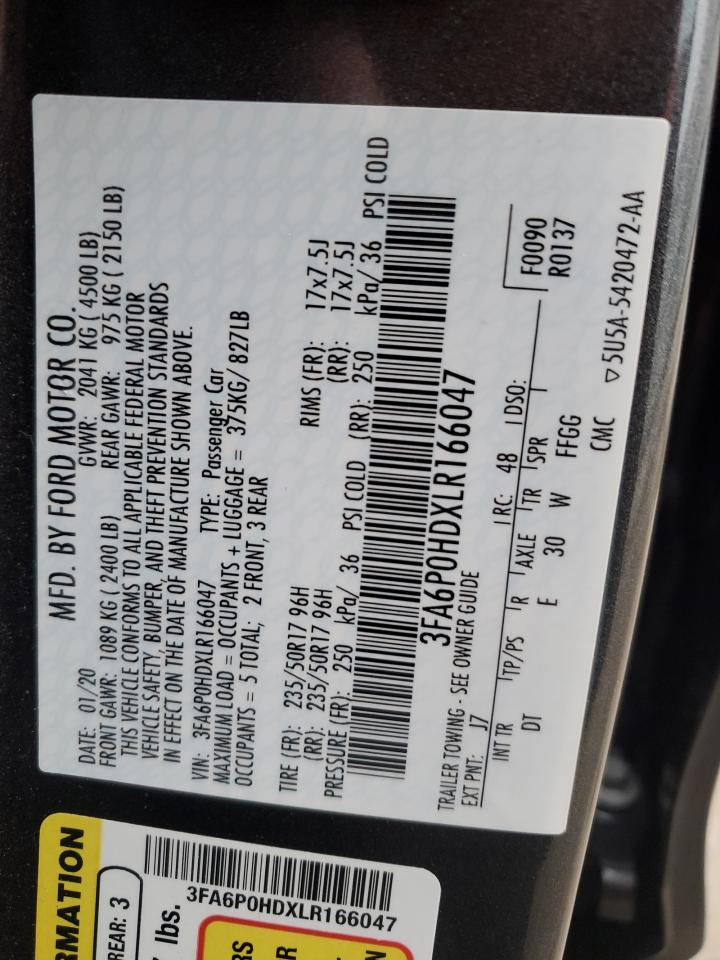 MFD. BY FORD MOTOR CO.
DATE: 01/20 GVWR: 2041 KG ( 4500 LB)
FRONT GAWR: 1089 KG ( 2400 LB) REAR GAWR: 975 KG ( 2150 LB)
THIS VEHICLE CONFORMS TO ALL APPLICABLE FEDERAL MOTOR
VEHICLE SAFETY, BUMPER, AND THEFT PREVENTION STANDARDS
IN EFFECT ON THE DATE OF MANUFACTURE SHOWN ABOVE.
VIN: 3FA6P0HDXLR166047 TYPE: Passenger Car
MAXIMUM LOAD = OCCUPANTS + LUGGAGE = 375KG/ 827LB
OCCUPANTS = 5 TOTAL; 2 FRONT, 3 REAR
TIRE (FR): 235/50R17 96H RIMS (FR): 17x7.5J
(RR): 235/50R17 96H (RR): 17x7.5J
PRESSURE (FR): 250 kPa/ 36 PSI COLD (RR): 250 kPa/ 36 PSI COLD
3FA6P0HDXLR166047
TRAILER TOWING - SEE OWNER GUIDE
EXT PNT: J7 RC: 48 DSO: F0090
R0137
INT TR TP/PS R AXLE TR SPR
DT E 30 W FFGG
CMC ▽5U5A-5420472-AA
RMATION
REAR: 3
lbs.
3FA6P0HDXLR166047
RS
R
N